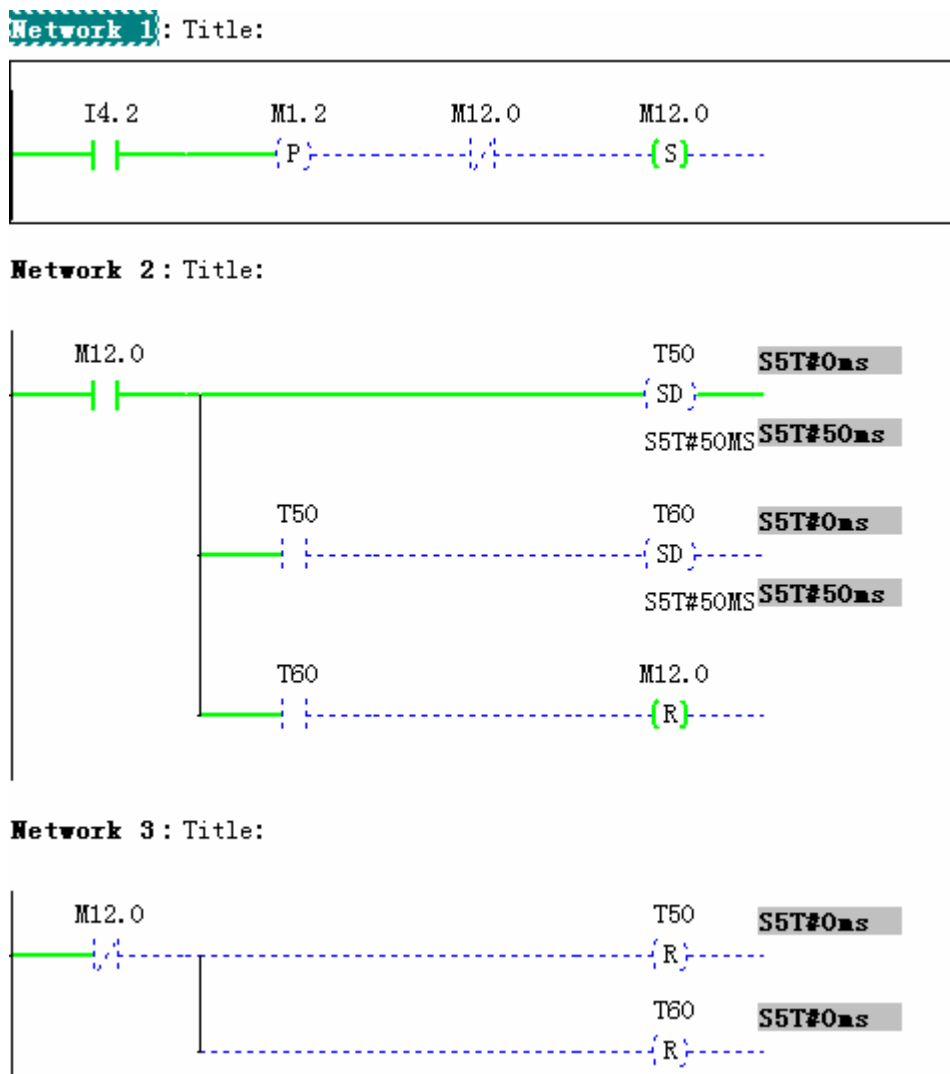 Network 1: Title:
I4.2 M1.2 M12.0 M12.0
P S
Network 2: Title:
M12.0 T50 S5T#0ms
SD
S5T#50MS S5T#50ms
T50 T60 S5T#0ms
SD
S5T#50MS S5T#50ms
T60 M12.0
R
Network 3: Title:
M12.0 T50 S5T#0ms
R
T60 S5T#0ms
R